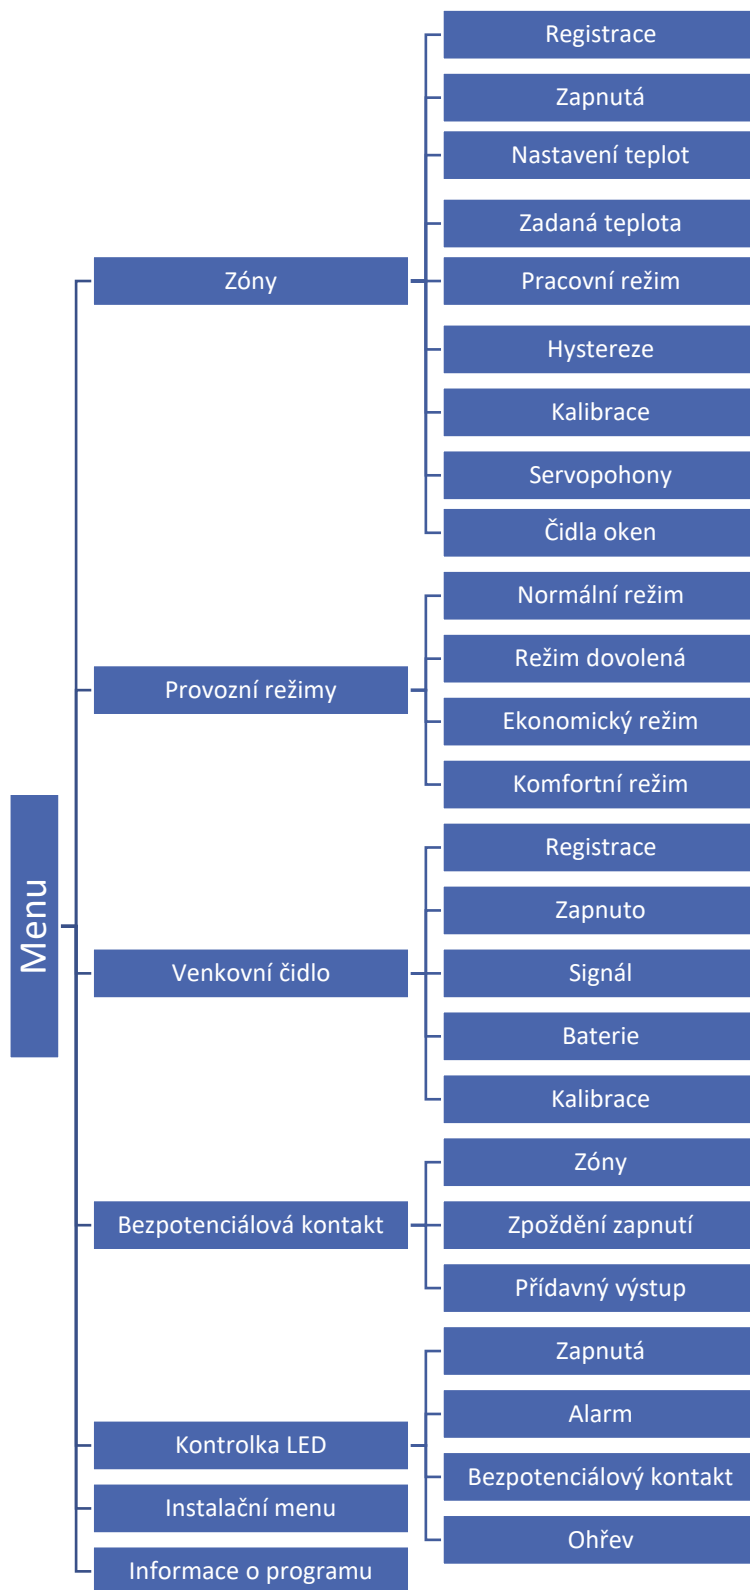 Menu
Zóny
Registrace
Zapnutá
Nastavení teplot
Zadaná teplota
Pracovní režim
Hystereze
Kalibrace
Servopohony
Čidla oken
Provozní režimy
Normální režim
Režim dovolená
Ekonomický režim
Komfortní režim
Venkovní čidlo
Registrace
Zapnuto
Signál
Baterie
Kalibrace
Bezpotenciálová kontakt
Zóny
Zpoždění zapnutí
Přídavný výstup
Kontrolka LED
Zapnutá
Alarm
Bezpotenciálový kontakt
Ohřev
Instalační menu
Informace o programu